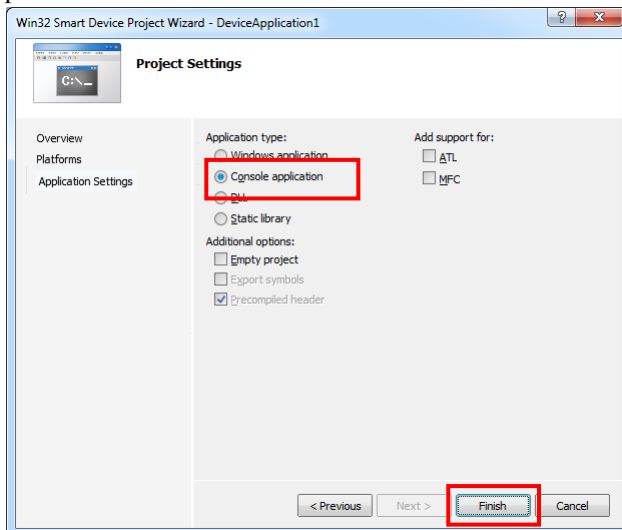 Win32 Smart Device Project Wizard - DeviceApplication1
C:\_
Project Settings
Overview
Platforms
Application Settings
Application type:
Windows application
Console application
DLL
Static library
Additional options:
Empty project
Export symbols
Precompiled header
Add support for:
ATL
MFC
< Previous
Next >
Finish
Cancel